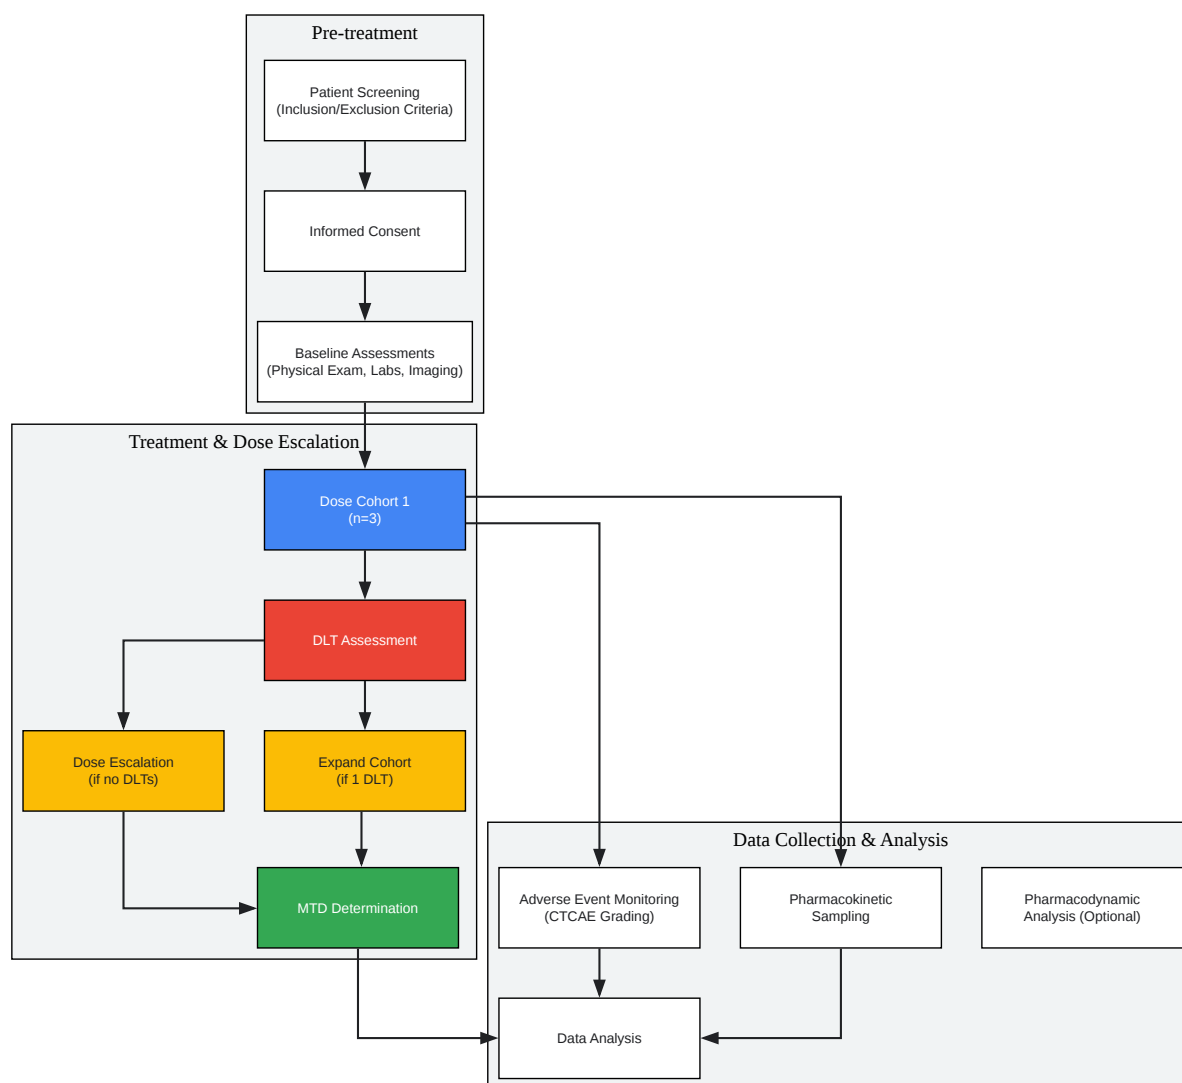 Pre-treatment
Patient Screening
(Inclusion/Exclusion Criteria)
Informed Consent
Baseline Assessments
(Physical Exam, Labs, Imaging)
Treatment & Dose Escalation
Dose Cohort 1
(n=3)
DLT Assessment
Dose Escalation
(if no DLTs)
Expand Cohort
(if 1 DLT)
MTD Determination
Data Collection & Analysis
Adverse Event Monitoring
(CTCAE Grading)
Pharmacokinetic
Sampling
Pharmacodynamic
Analysis (Optional)
Data Analysis